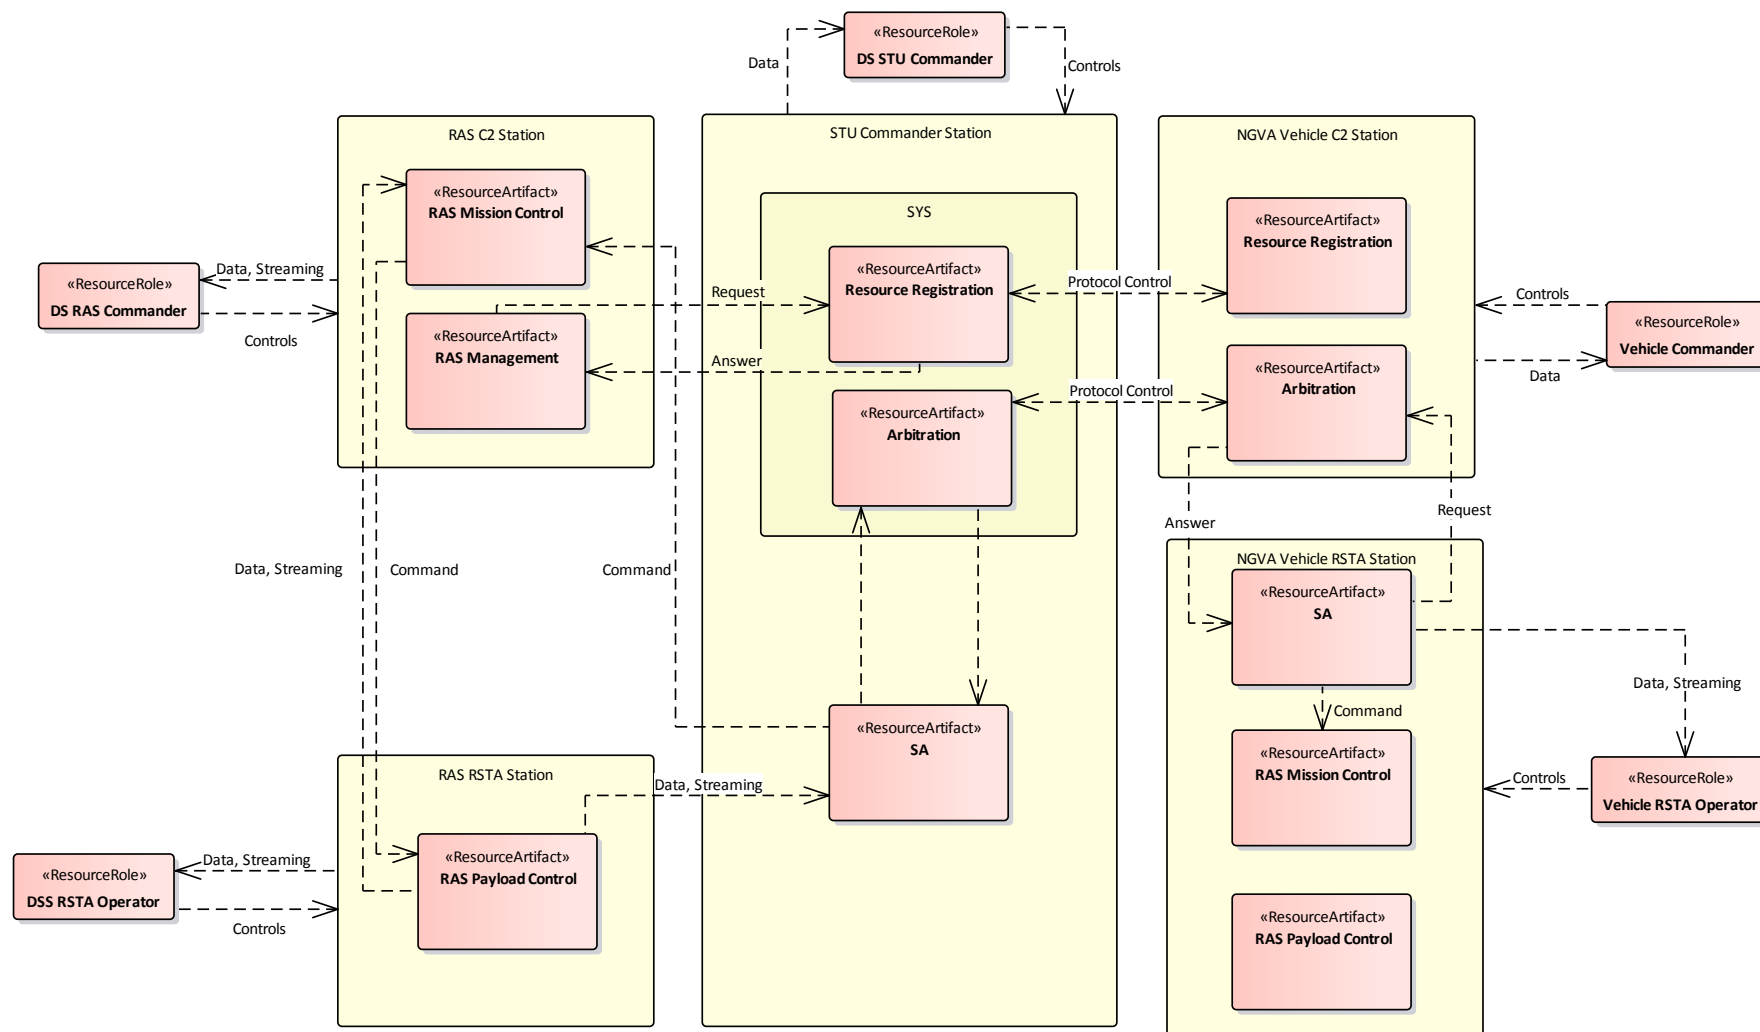 «ResourceRole»
DS STU Commander
Data
Controls
RAS C2 Station
«ResourceArtifact»
RAS Mission Control
«ResourceArtifact»
RAS Management
«ResourceRole»
DS RAS Commander
Data, Streaming
Controls
STU Commander Station
SYS
«ResourceArtifact»
Resource Registration
«ResourceArtifact»
Arbitration
Request
Answer
Protocol Control
Protocol Control
NGVA Vehicle C2 Station
«ResourceArtifact»
Resource Registration
«ResourceArtifact»
Arbitration
Controls
«ResourceRole»
Vehicle Commander
Data
Answer
Request
Data, Streaming
Command
Command
«ResourceArtifact»
SA
NGVA Vehicle RSTA Station
«ResourceArtifact»
SA
Data, Streaming
Command
«ResourceArtifact»
RAS Mission Control
Controls
«ResourceRole»
Vehicle RSTA Operator
«ResourceArtifact»
RAS Payload Control
RAS RSTA Station
Data, Streaming
«ResourceArtifact»
RAS Payload Control
«ResourceRole»
DSS RSTA Operator
Data, Streaming
Controls